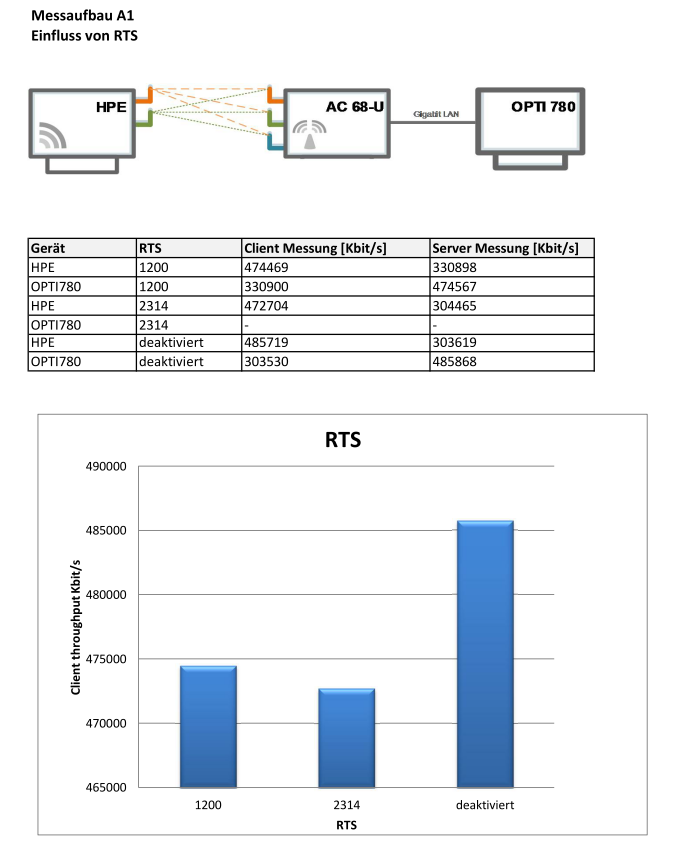 Messaufbau A1
Einfluss von RTS
HPE AC 68-U Gigabit LAN OPTI 780
Gerät RTS Client Messung [Kbit/s] Server Messung [Kbit/s]
HPE 1200 474469 330898
OPTI780 1200 330900 474567
HPE 2314 472704 304465
OPTI780 2314 - -
HPE deaktiviert 485719 303619
OPTI780 deaktiviert 303530 485868
RTS
Client throughput Kbit/s
490000
485000
480000
475000
470000
465000
1200 2314 deaktiviert
RTS